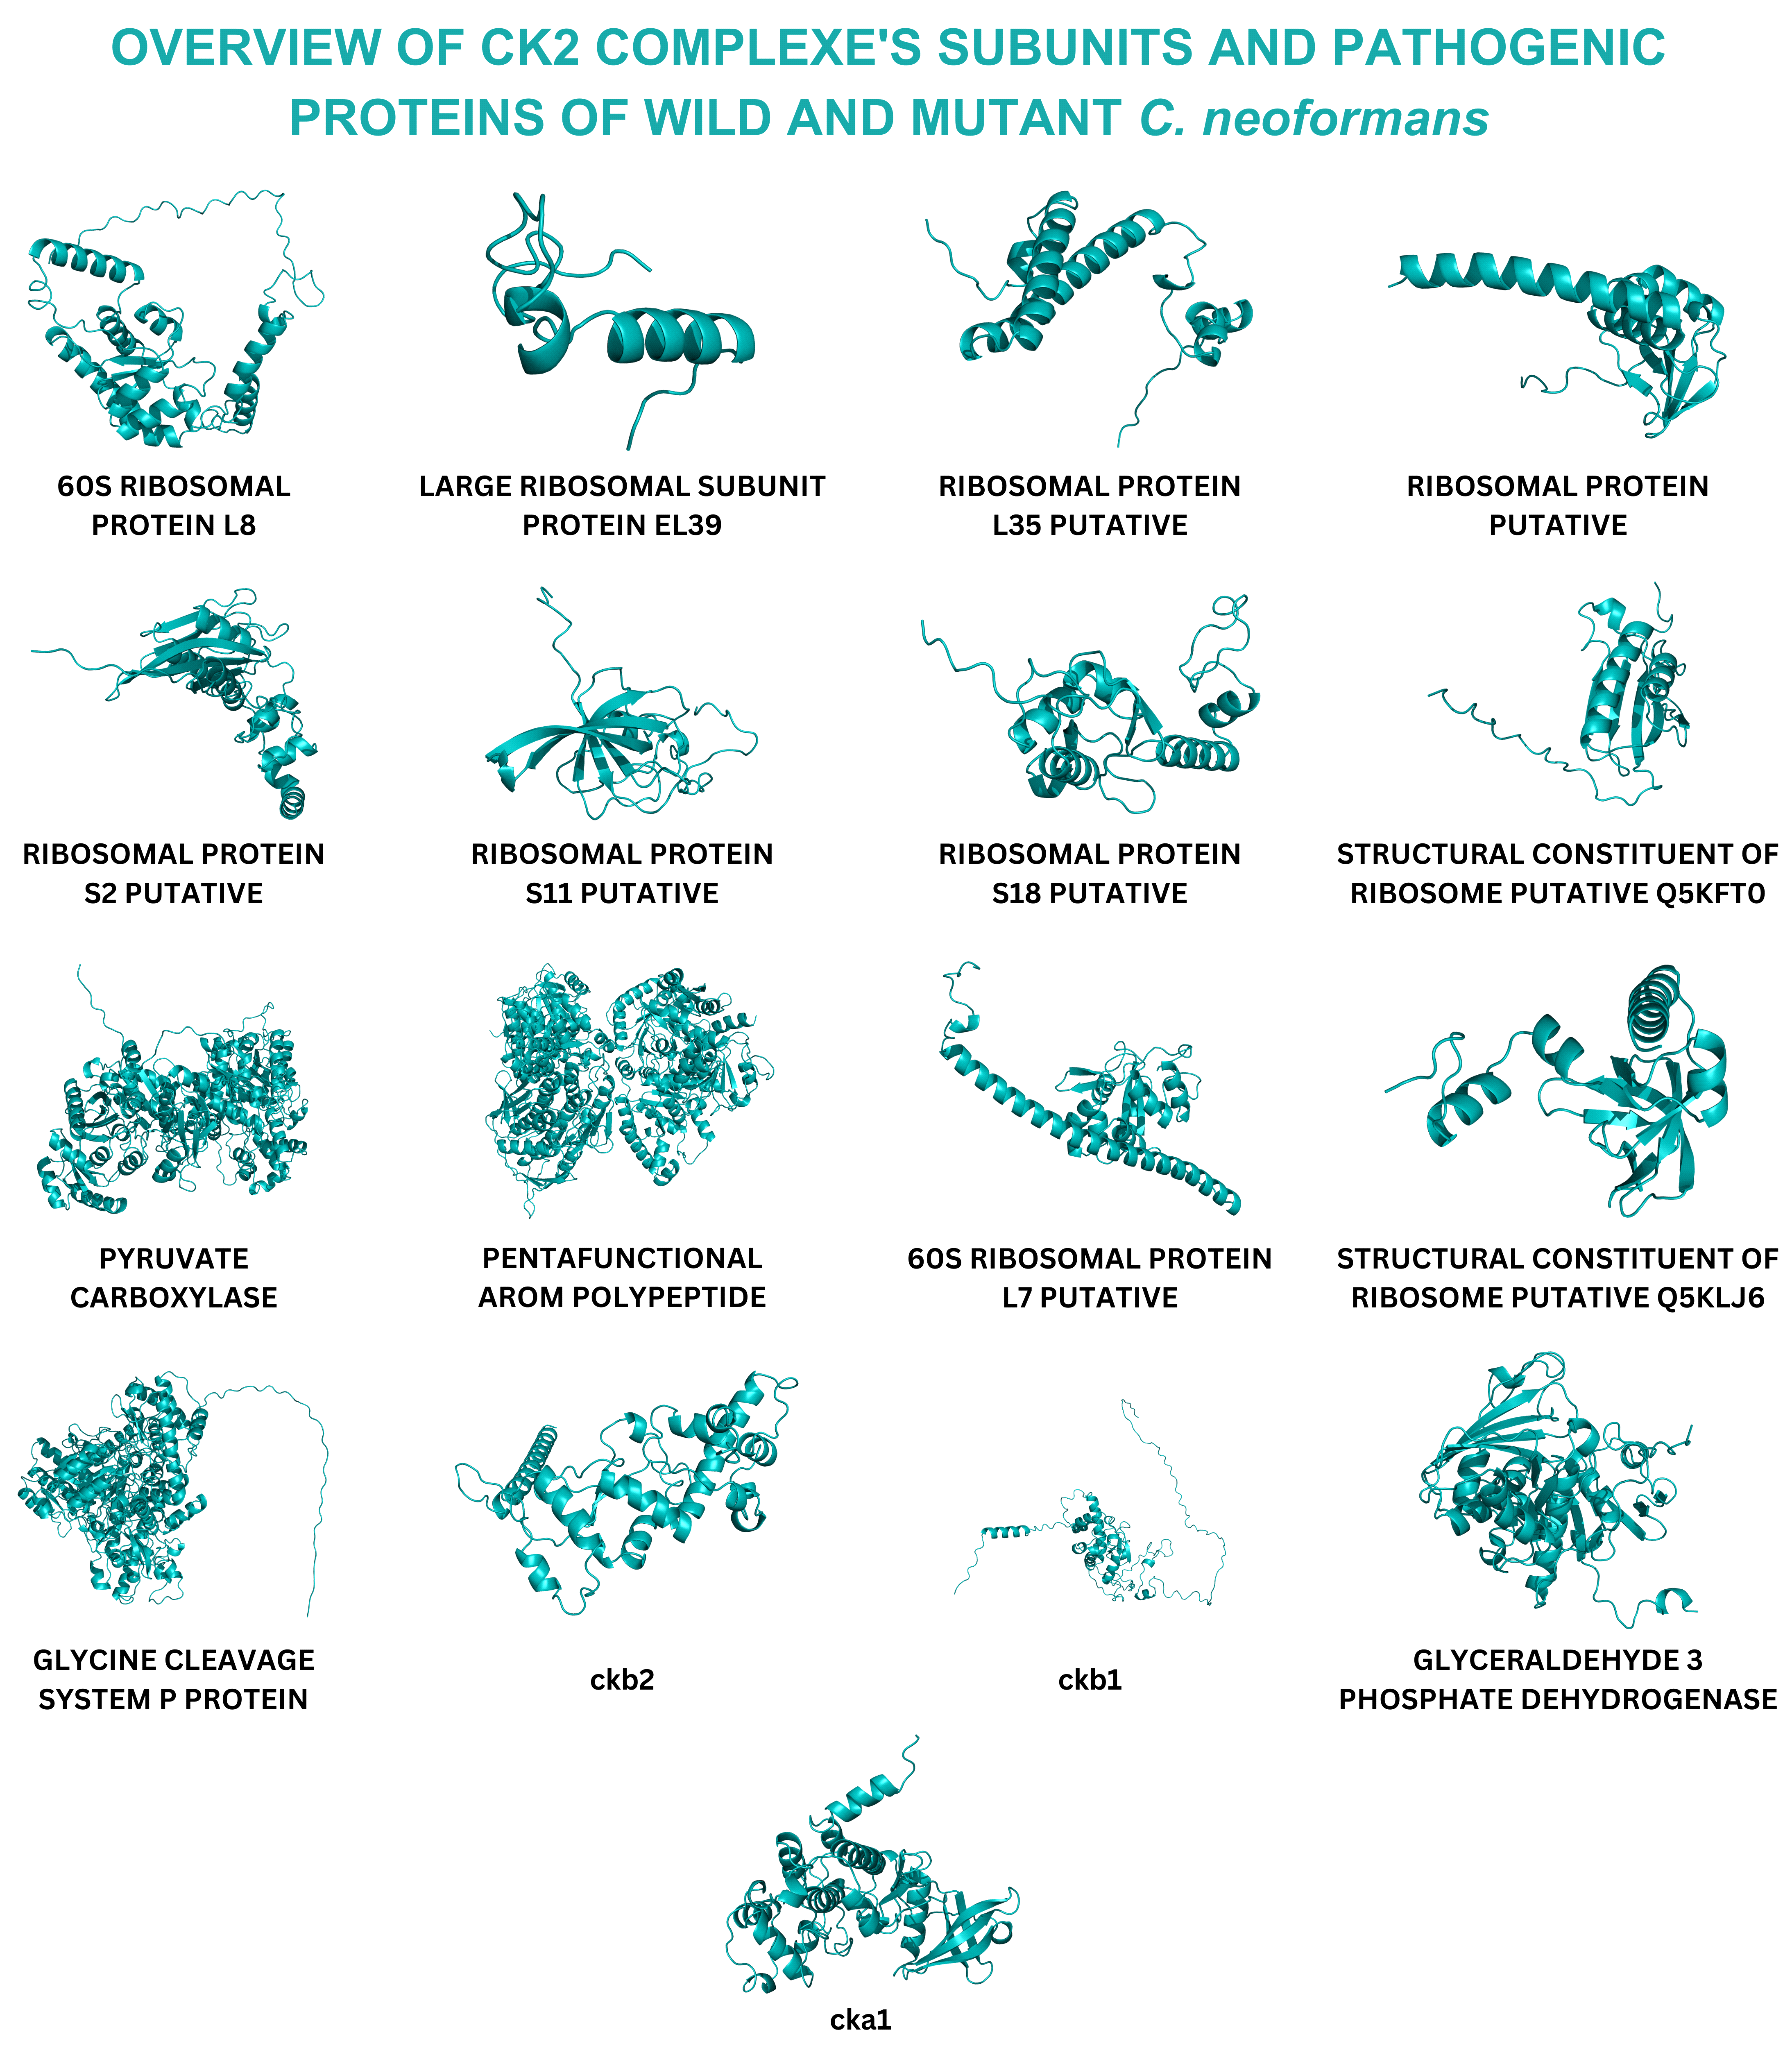 OVERVIEW OF CK2 COMPLEXE'S SUBUNITS AND PATHOGENIC
PROTEINS OF WILD AND MUTANT C. neoformans
60S RIBOSOMAL
PROTEIN L8
LARGE RIBOSOMAL SUBUNIT
PROTEIN EL39
RIBOSOMAL PROTEIN
L35 PUTATIVE
RIBOSOMAL PROTEIN
PUTATIVE
RIBOSOMAL PROTEIN
S2 PUTATIVE
RIBOSOMAL PROTEIN
S11 PUTATIVE
RIBOSOMAL PROTEIN
S18 PUTATIVE
STRUCTURAL CONSTITUENT OF
RIBOSOME PUTATIVE Q5KFT0
PYRUVATE
CARBOXYLASE
PENTAFUNCTIONAL
AROM POLYPEPTIDE
60S RIBOSOMAL PROTEIN
L7 PUTATIVE
STRUCTURAL CONSTITUENT OF
RIBOSOME PUTATIVE Q5KLJ6
GLYCINE CLEAVAGE
SYSTEM P PROTEIN
ckb2
ckb1
GLYCERALDEHYDE 3
PHOSPHATE DEHYDROGENASE
cka1